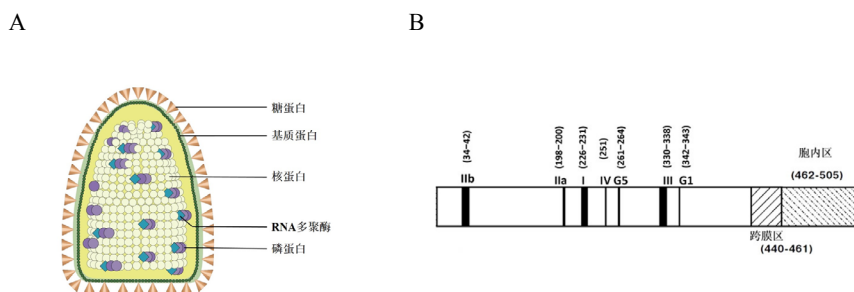 A
B
糖蛋白
基质蛋白
核蛋白
RNA多聚酶
磷蛋白
(34–42)
(198–200)
(226–231)
(251)
(261–264)
(330–338)
(342–343)
胞内区
(462-505)
IIb
IIa
I
IV
G5
III
G1
跨膜区
(440-461)